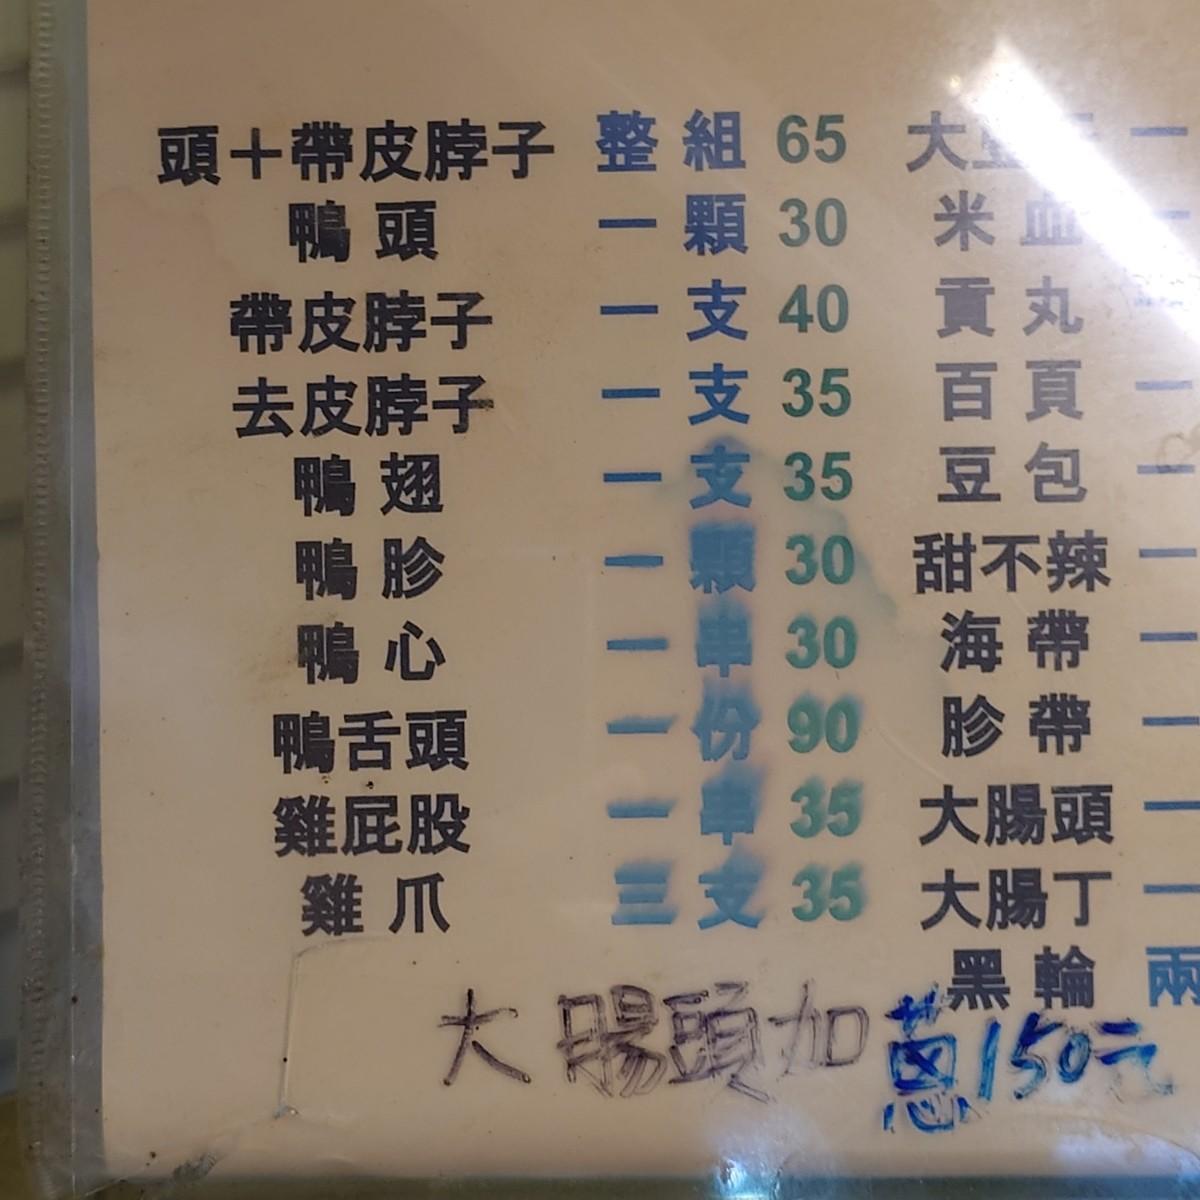 頭＋帶皮脖子 整組 65 大
鴨頭 一顆 30 米血
帶皮脖子 一支 40 貢丸
去皮脖子 一支 35 百頁 一
鴨翅 一支 35 豆包 一
鴨胗 一顆 30 甜不辣 一
鴨心 一串 30 海帶 一
鴨舌頭 一份 90 胗帶 一
雞屁股 一串 35 大腸頭 一
雞爪 三支 35 大腸丁 一
黑輪 兩
大腸頭加蔥150元